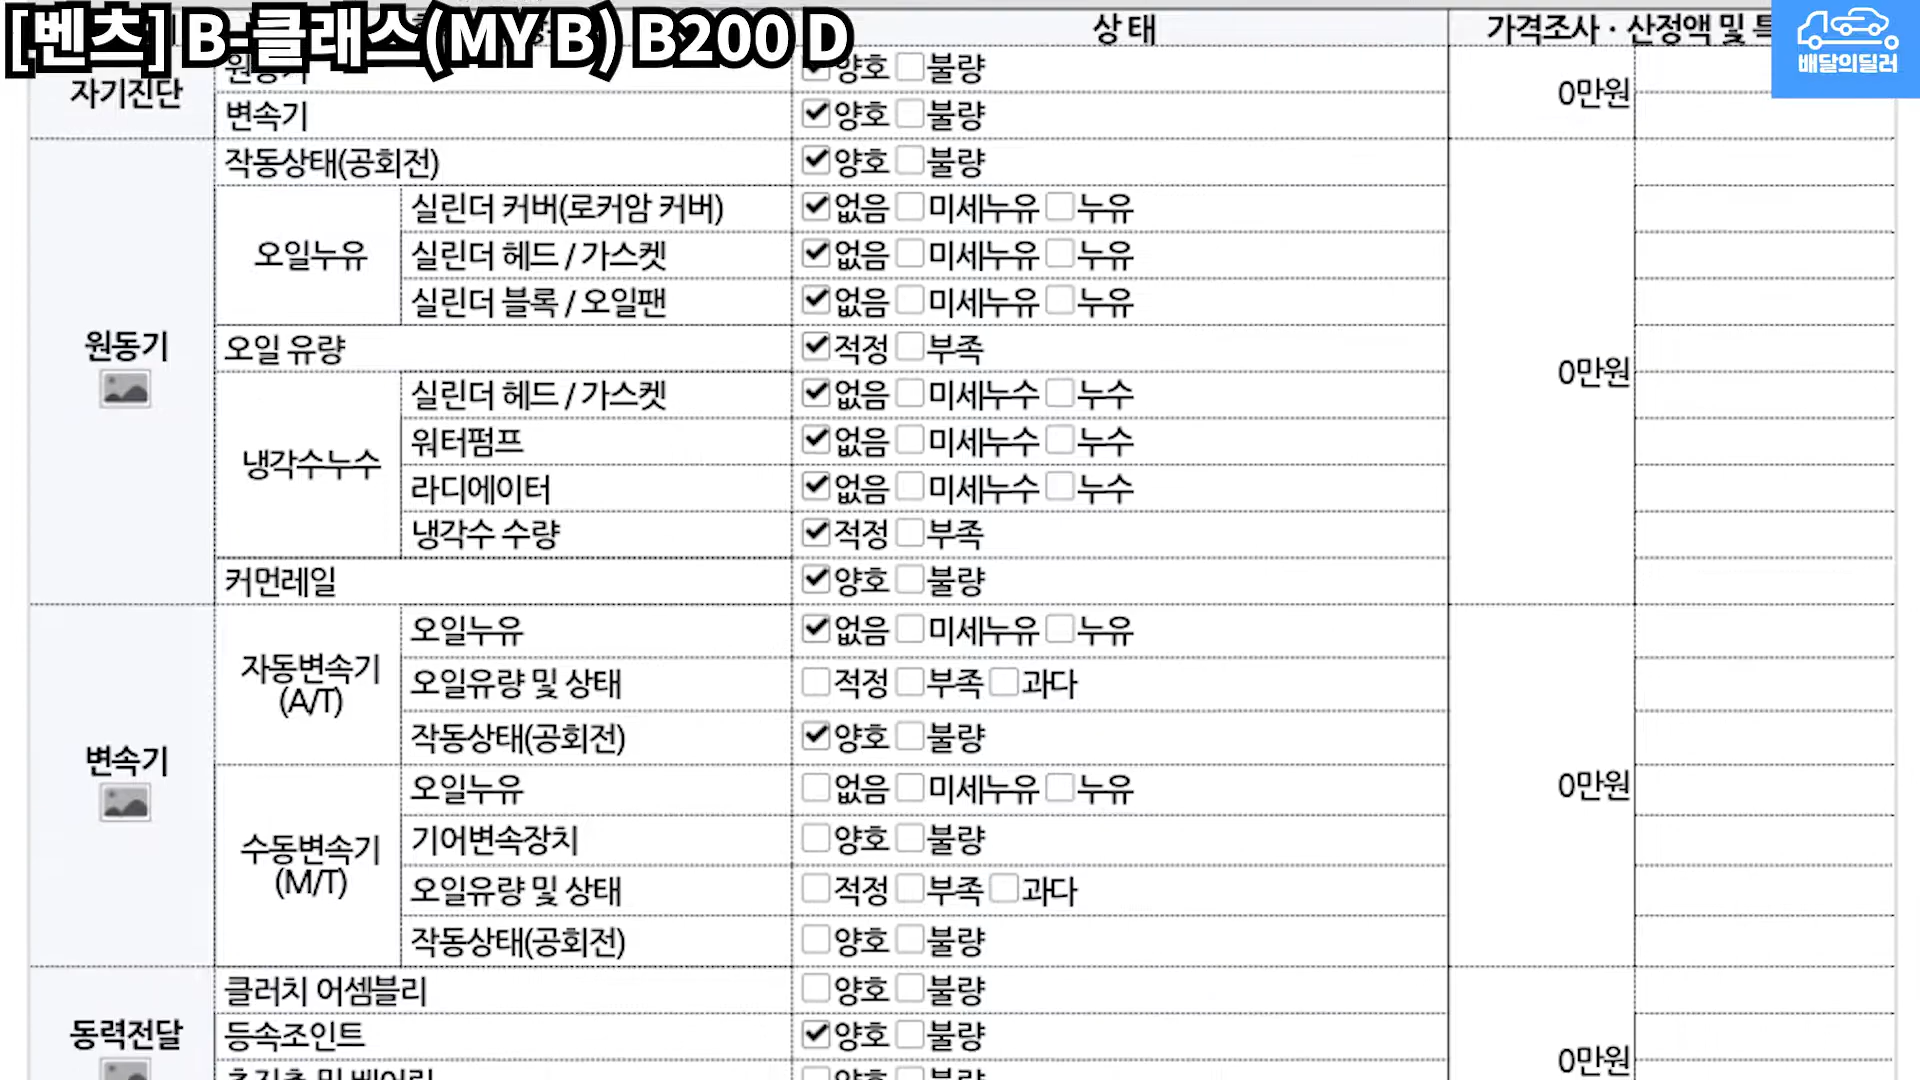 [벤츠] B-클래스(MY B) B200 D
상태
가격조사 · 산정액 및 특
배달의딜러
자기진단
원동기
양호 불량
0만원
변속기
양호 불량
원동기
작동상태(공회전)
양호 불량
0만원
오일누유
실린더 커버(로커암 커버)
없음 미세누유 누유
실린더 헤드 / 가스켓
없음 미세누유 누유
실린더 블록 / 오일팬
없음 미세누유 누유
오일 유량
적정 부족
냉각수누수
실린더 헤드 / 가스켓
없음 미세누수 누수
워터펌프
없음 미세누수 누수
라디에이터
없음 미세누수 누수
냉각수 수량
적정 부족
커먼레일
양호 불량
변속기
자동변속기
(A/T)
오일누유
없음 미세누유 누유
오일유량 및 상태
적정 부족 과다
작동상태(공회전)
양호 불량
0만원
수동변속기
(M/T)
오일누유
없음 미세누유 누유
기어변속장치
양호 불량
오일유량 및 상태
적정 부족 과다
작동상태(공회전)
양호 불량
동력전달
클러치 어셈블리
양호 불량
등속조인트
양호 불량
0만원